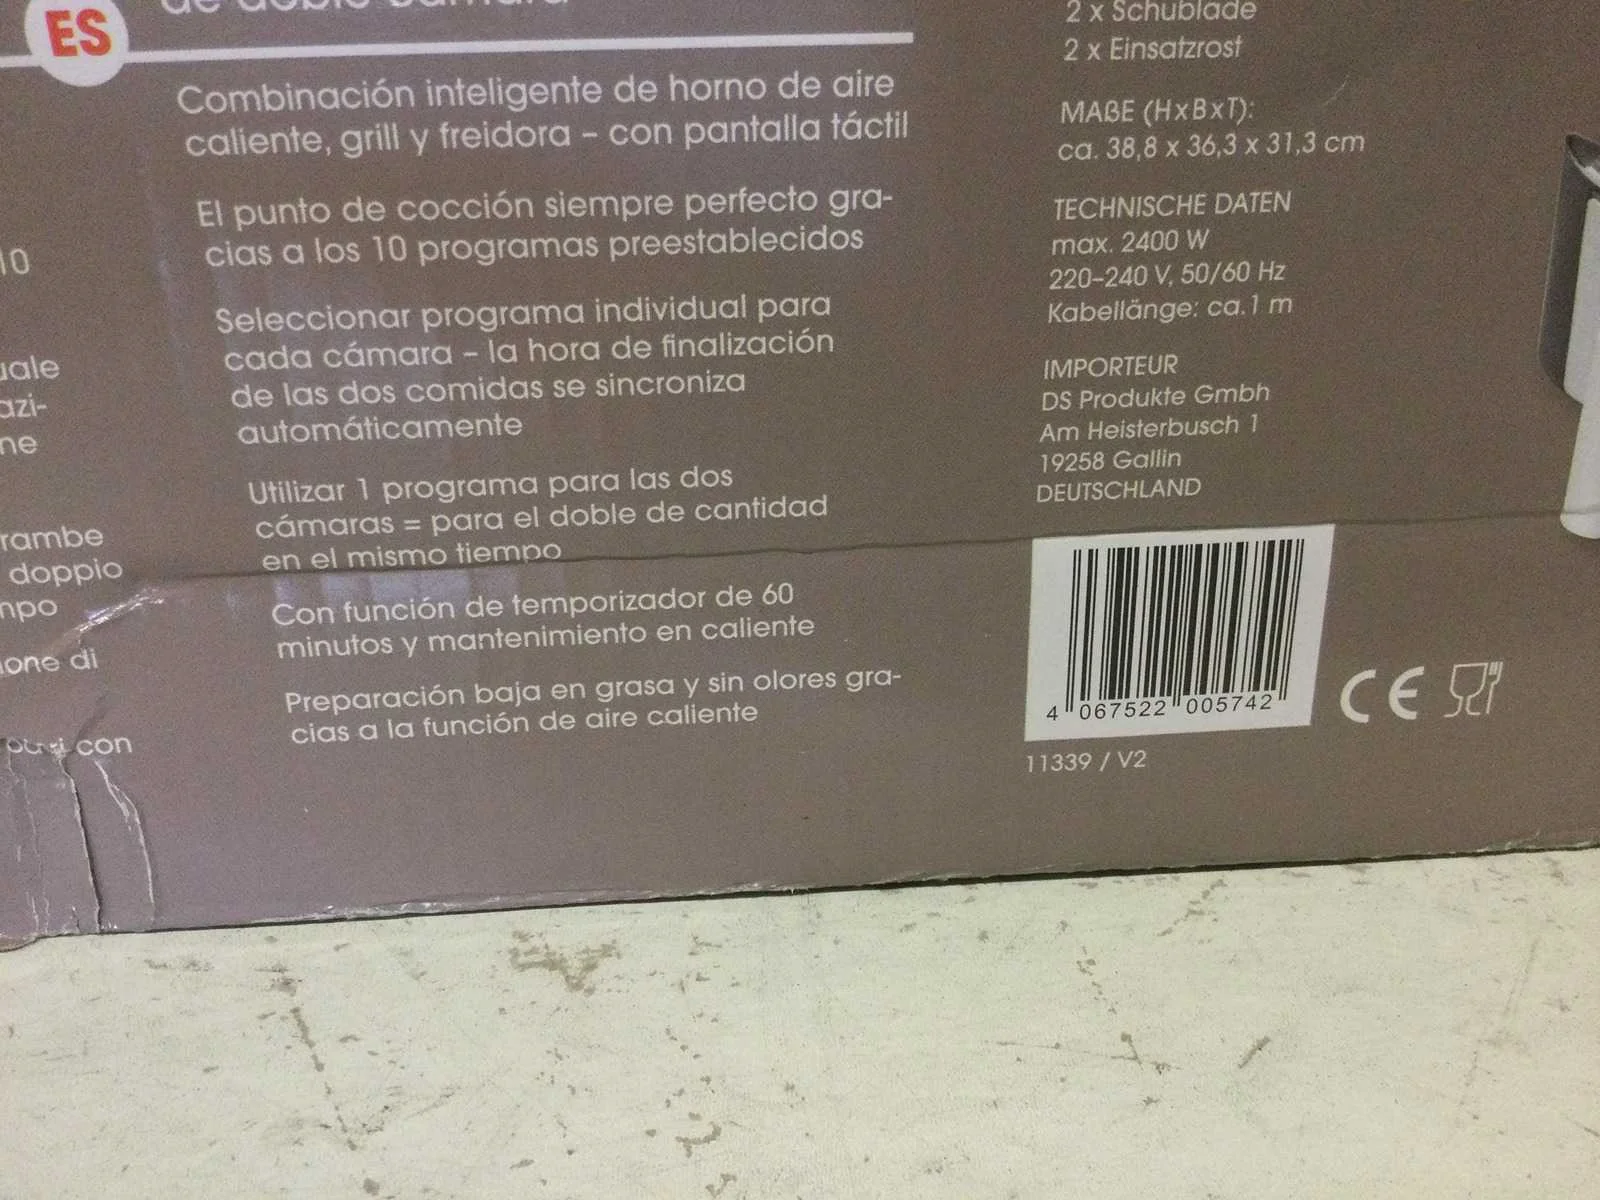 ES
10
rambe
doppio
con
Combinación inteligente de horno de aire
caliente, grill y freidora – con pantalla táctil
El punto de cocción siempre perfecto gra-
cias a los 10 programas preestablecidos
Seleccionar programa individual para
cada cámara – la hora de finalización
de las dos comidas se sincroniza
automáticamente
Utilizar 1 programa para las dos
cámaras = para el doble de cantidad
en el mismo tiempo
Con función de temporizador de 60
minutos y mantenimiento en caliente
Preparación baja en grasa y sin olores gra-
cias a la función de aire caliente
2 x Schublade
2 x Einsatzrost
MAßE (HxBxT):
ca. 38,8 x 36,3 x 31,3 cm
TECHNISCHE DATEN
max. 2400 W
220–240 V, 50/60 Hz
Kabellänge: ca. 1 m
IMPORTEUR
DS Produkte Gmbh
Am Heisterbusch 1
19258 Gallin
DEUTSCHLAND
4 067522 005742
CE
11339 / V2